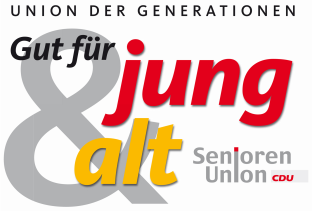 UNION DER GENERATIONEN
Gut für
jung
&
alt
Senioren
Union CDU